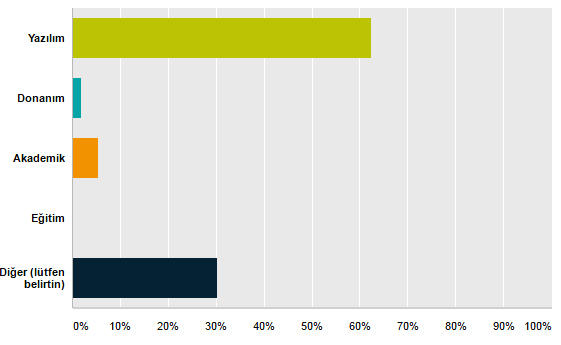 Yazılım
Donanım
Akademik
Eğitim
Diğer (lütfen
belirtin)
0% 10% 20% 30% 40% 50% 60% 70% 80% 90% 100%